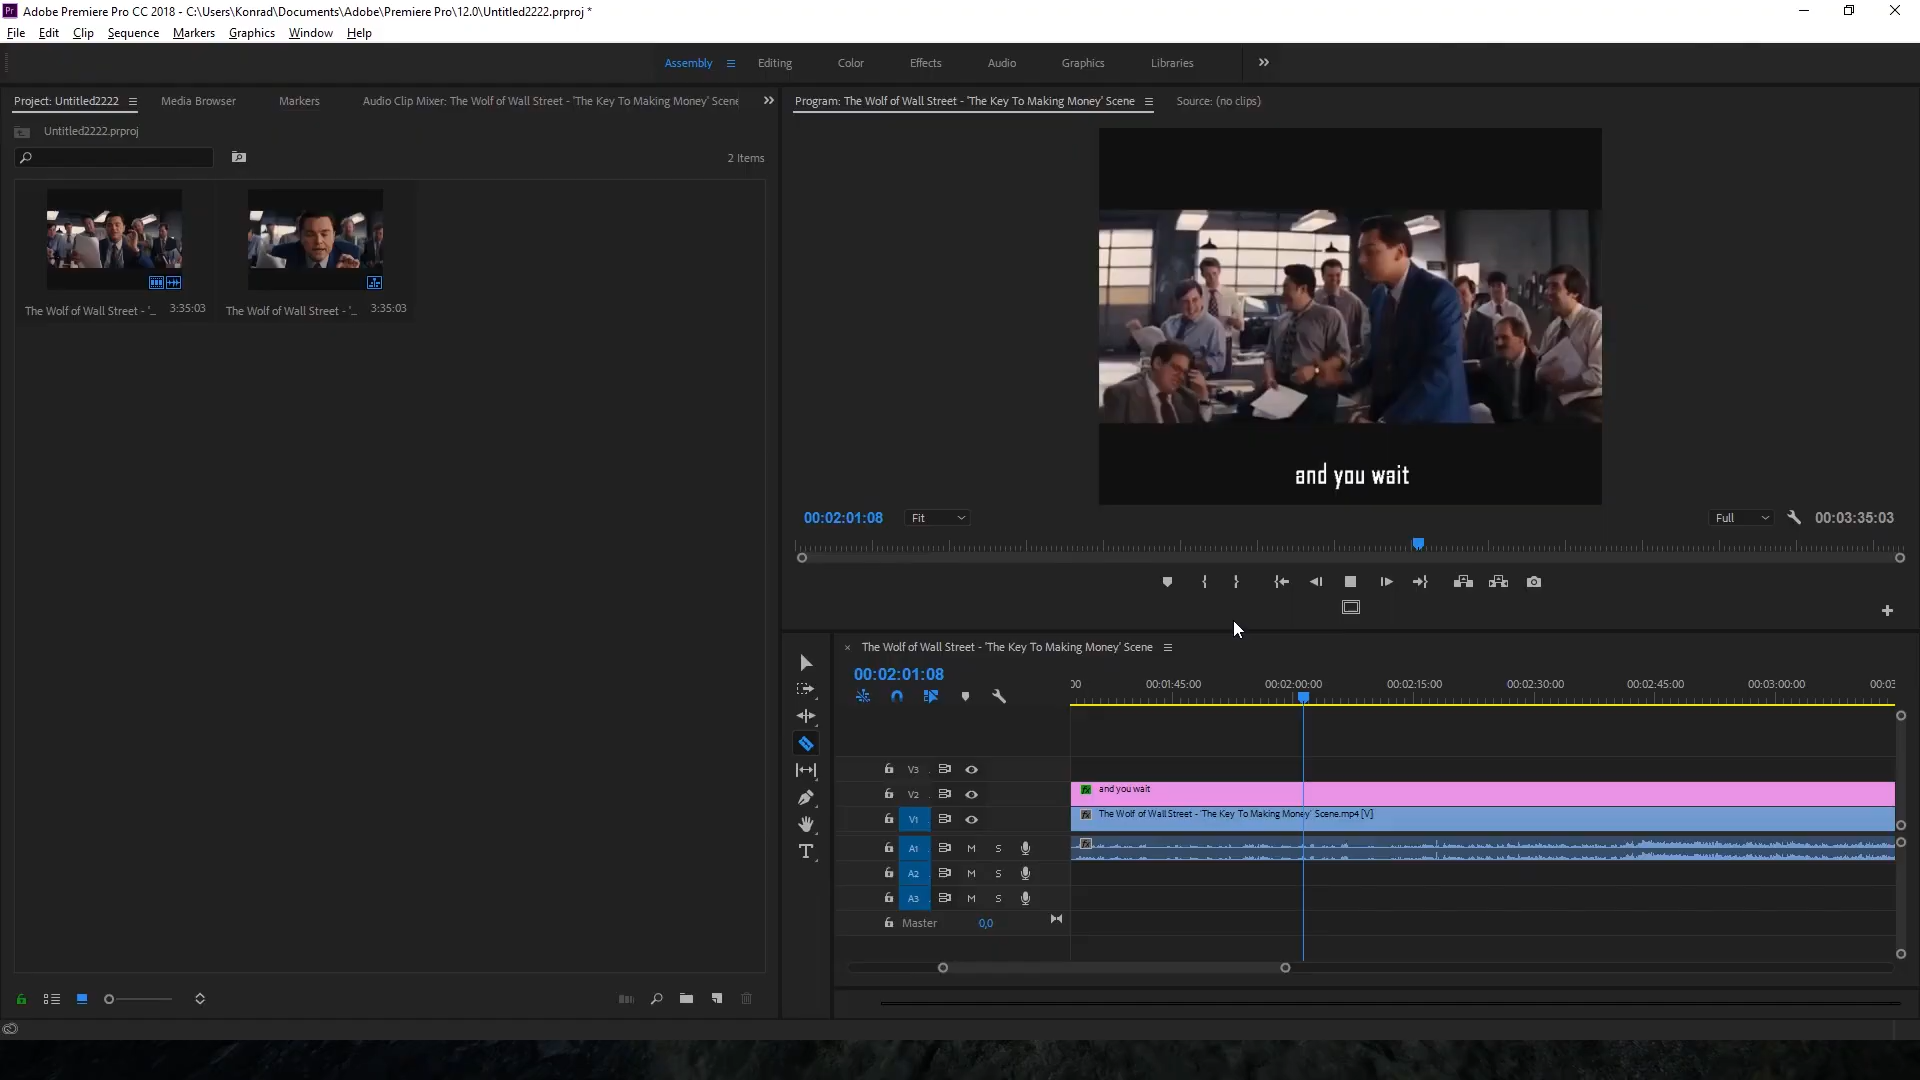 Adobe Premiere Pro CC 2018 - C:\Users\Konrad\Documents\Adobe\Premiere Pro\12.0\Untitled2222.prproj *
File Edit Clip Sequence Markers Graphics Window Help
Assembly Editing Color Effects Audio Graphics Libraries
Project: Untitled2222 Media Browser Markers Audio Clip Mixer: The Wolf of Wall Street - 'The Key To Making Money' Scene
Program: The Wolf of Wall Street - 'The Key To Making Money' Scene Source: (no clips)
Untitled2222.prproj
2 Items
The Wolf of Wall Street - '... 3:35:03 The Wolf of Wall Street - '... 3:35:03
and you wait
00:02:01:08 Fit Full 00:03:35:03
The Wolf of Wall Street - 'The Key To Making Money' Scene
00:02:01:08
00 00:01:45:00 00:02:00:00 00:02:15:00 00:02:30:00 00:02:45:00 00:03:00:00 00:03
V3
V2 and you wait
V1 The Wolf of Wall Street - 'The Key To Making Money' Scene.mp4 [V]
A1 M S
A2 M S
A3 M S
Master 0,0